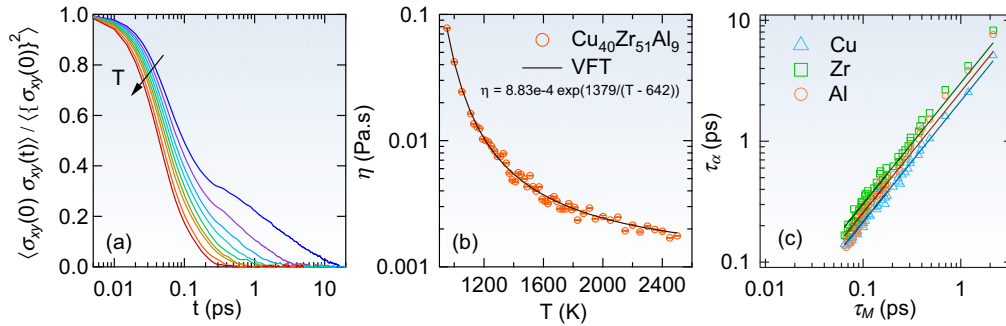 ⟨σxy(0) σxy(t)⟩ / ⟨{σxy(0)}²⟩
1.0
0.8
0.6
0.4
0.2
0.0
T
(a)
0.01
0.1
1
10
t (ps)
η (Pa.s)
0.1
0.01
0.001
Cu₄₀Zr₅₁Al₉
VFT
η = 8.83e-4 exp(1379/(T - 642))
(b)
1200
1600
2000
2400
T (K)
τα (ps)
10
1
0.1
Cu
Zr
Al
(c)
0.01
0.1
1
τM (ps)